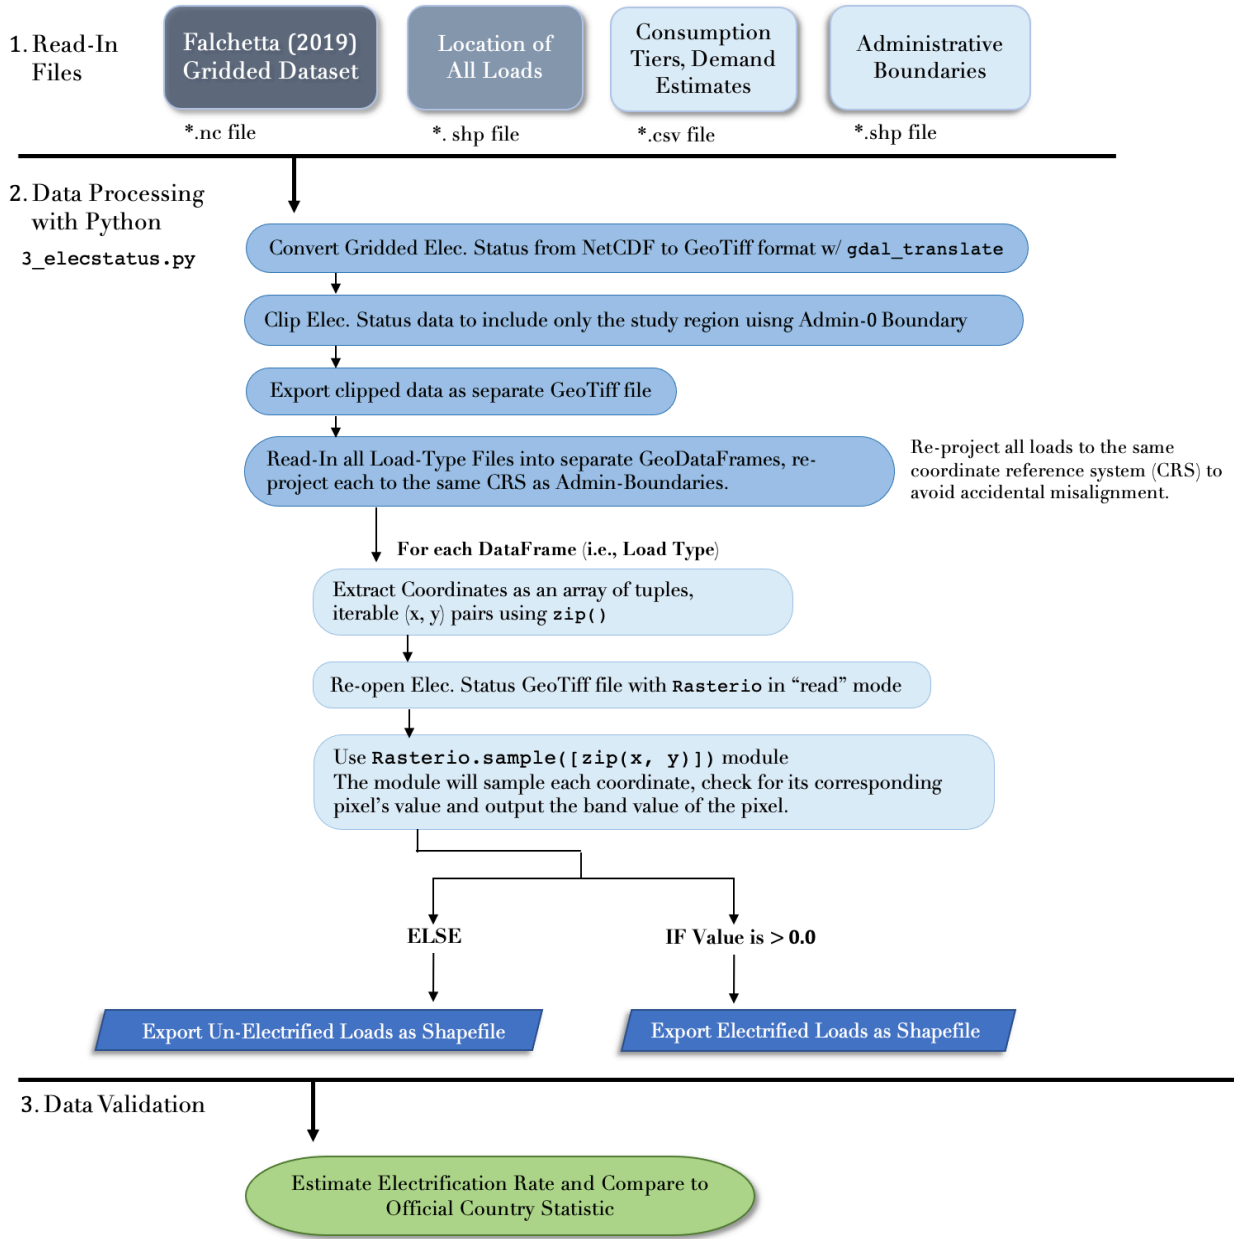 1. Read-In
Files
Falchetta (2019)
Gridded Dataset
Location of
All Loads
Consumption
Tiers, Demand
Estimates
Administrative
Boundaries
*.nc file
*. shp file
*.csv file
*.shp file
2. Data Processing
with Python
3_elecstatus.py
Convert Gridded Elec. Status from NetCDF to GeoTiff format w/ gdal_translate
Clip Elec. Status data to include only the study region uisng Admin-0 Boundary
Export clipped data as separate GeoTiff file
Read-In all Load-Type Files into separate GeoDataFrames, re-
project each to the same CRS as Admin-Boundaries.
Re-project all loads to the same
coordinate reference system (CRS) to
avoid accidental misalignment.
For each DataFrame (i.e., Load Type)
Extract Coordinates as an array of tuples,
iterable (x, y) pairs using zip()
Re-open Elec. Status GeoTiff file with Rasterio in “read” mode
Use Rasterio.sample([zip(x, y)]) module
The module will sample each coordinate, check for its corresponding
pixel’s value and output the band value of the pixel.
ELSE
IF Value is > 0.0
Export Un-Electrified Loads as Shapefile
Export Electrified Loads as Shapefile
3. Data Validation
Estimate Electrification Rate and Compare to
Official Country Statistic